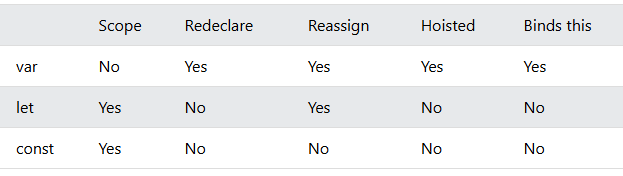 Scope Redeclare Reassign Hoisted Binds this
var No Yes Yes Yes Yes
let Yes No Yes No No
const Yes No No No No